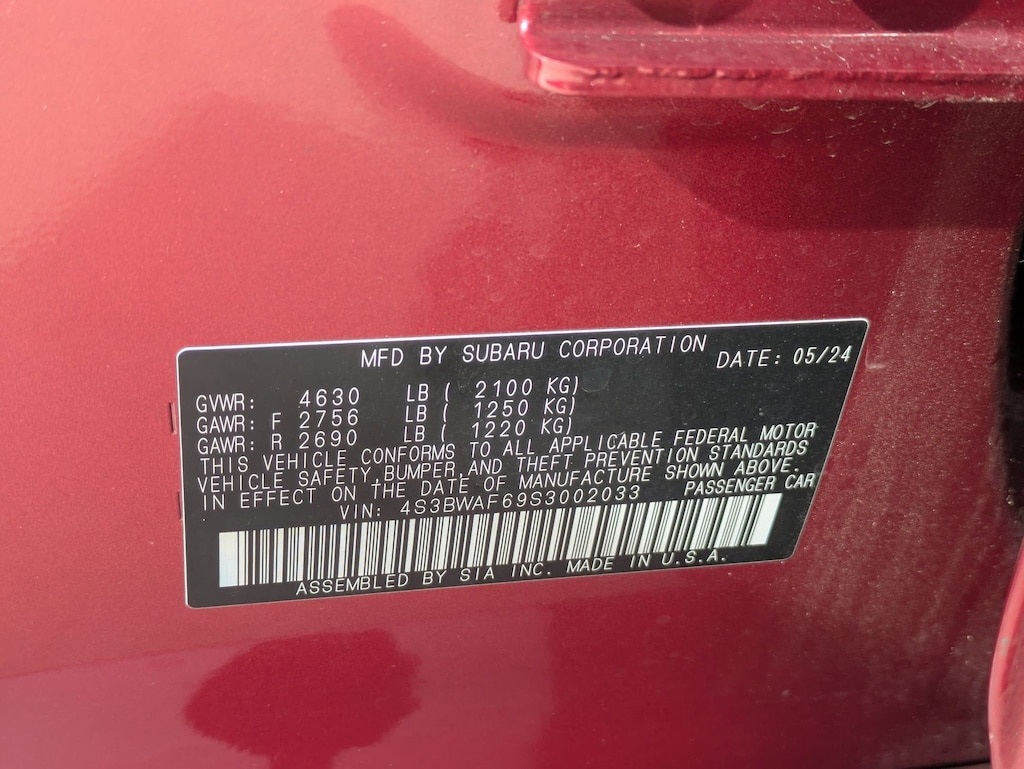 MFD BY SUBARU CORPORATION DATE: 05/24
GVWR: 4630 LB ( 2100 KG)
GAWR: F 2756 LB ( 1250 KG)
GAWR: R 2690 LB ( 1220 KG)
THIS VEHICLE CONFORMS TO ALL APPLICABLE FEDERAL MOTOR
VEHICLE SAFETY,BUMPER,AND THEFT PREVENTION STANDARDS
IN EFFECT ON THE DATE OF MANUFACTURE SHOWN ABOVE.
VIN: 4S3BWAF69S3002033 PASSENGER CAR
ASSEMBLED BY SIA INC. MADE IN U.S.A.